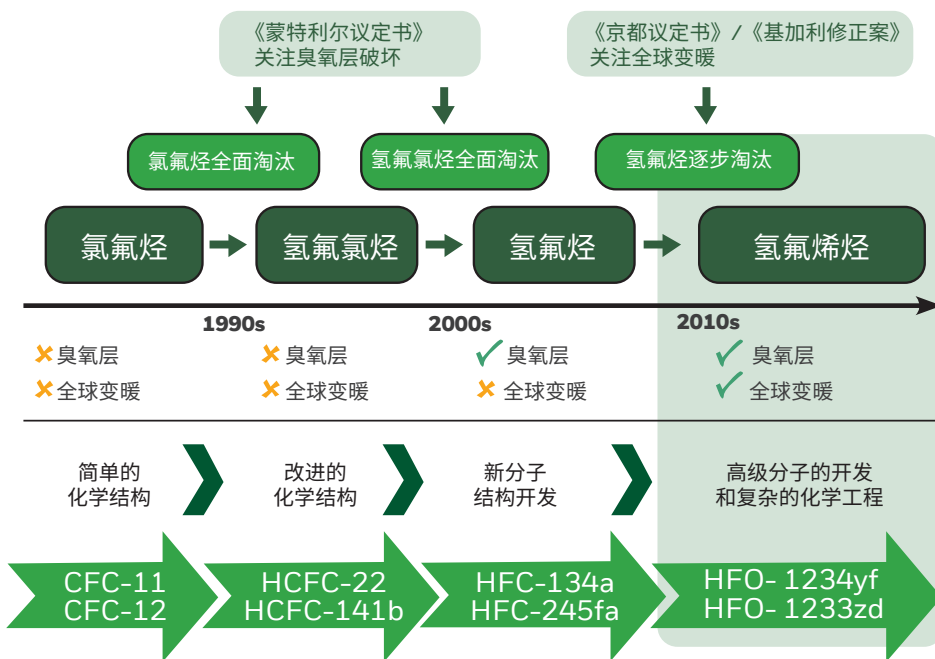 《蒙特利尔议定书》
关注臭氧层破坏
《京都议定书》/《基加利修正案》
关注全球变暖
氯氟烃全面淘汰
氢氟氯烃全面淘汰
氢氟烃逐步淘汰
氯氟烃
氢氟氯烃
氢氟烃
氢氟烯烃
1990s
2000s
2010s
臭氧层
全球变暖
臭氧层
全球变暖
臭氧层
全球变暖
臭氧层
全球变暖
简单的
化学结构
改进的
化学结构
新分子
结构开发
高级分子的开发
和复杂的化学工程
CFC-11
CFC-12
HCFC-22
HCFC-141b
HFC-134a
HFC-245fa
HFO- 1234yf
HFO- 1233zd